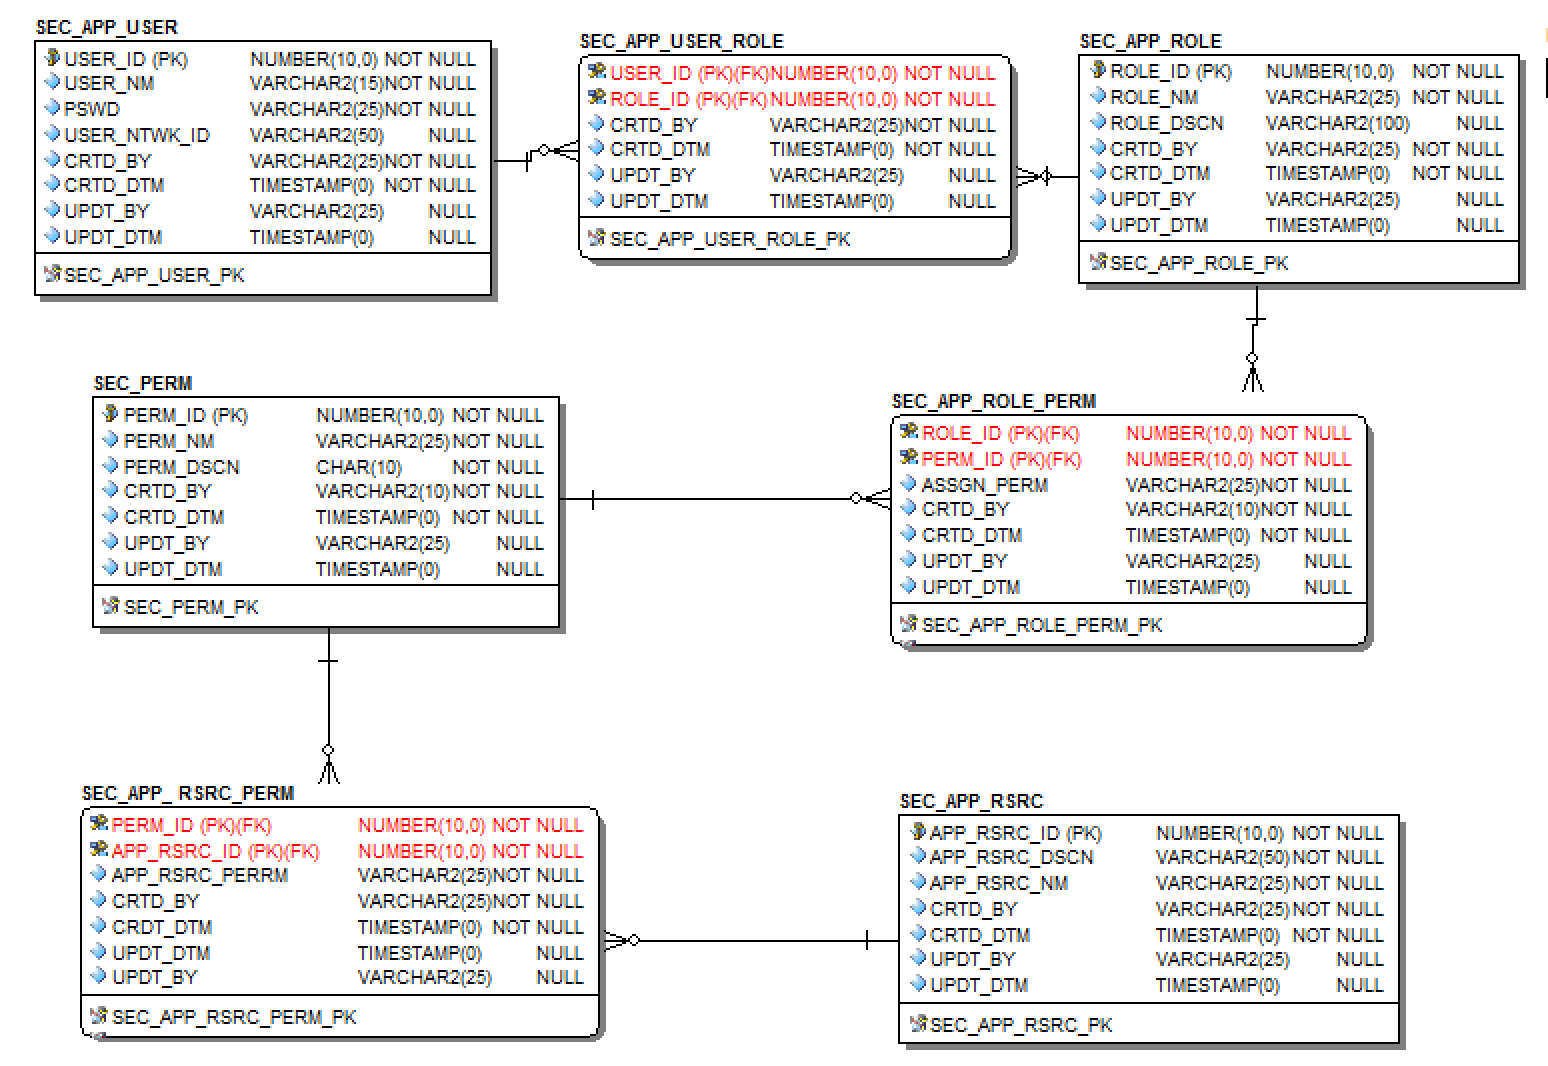 SEC_APP_USER
USER_ID (PK) NUMBER(10,0) NOT NULL
USER_NM VARCHAR2(15) NOT NULL
PSWD VARCHAR2(25) NOT NULL
USER_NTWK_ID VARCHAR2(50) NULL
CRTD_BY VARCHAR2(25) NOT NULL
CRTD_DTM TIMESTAMP(0) NOT NULL
UPDT_BY VARCHAR2(25) NULL
UPDT_DTM TIMESTAMP(0) NULL
SEC_APP_USER_PK
SEC_APP_USER_ROLE
USER_ID (PK)(FK) NUMBER(10,0) NOT NULL
ROLE_ID (PK)(FK) NUMBER(10,0) NOT NULL
CRTD_BY VARCHAR2(25) NOT NULL
CRTD_DTM TIMESTAMP(0) NOT NULL
UPDT_BY VARCHAR2(25) NULL
UPDT_DTM TIMESTAMP(0) NULL
SEC_APP_USER_ROLE_PK
SEC_APP_ROLE
ROLE_ID (PK) NUMBER(10,0) NOT NULL
ROLE_NM VARCHAR2(25) NOT NULL
ROLE_DSCN VARCHAR2(100) NULL
CRTD_BY VARCHAR2(25) NOT NULL
CRTD_DTM TIMESTAMP(0) NOT NULL
UPDT_BY VARCHAR2(25) NULL
UPDT_DTM TIMESTAMP(0) NULL
SEC_APP_ROLE_PK
SEC_PERM
PERM_ID (PK) NUMBER(10,0) NOT NULL
PERM_NM VARCHAR2(25) NOT NULL
PERM_DSCN CHAR(10) NOT NULL
CRTD_BY VARCHAR2(10) NOT NULL
CRTD_DTM TIMESTAMP(0) NOT NULL
UPDT_BY VARCHAR2(25) NULL
UPDT_DTM TIMESTAMP(0) NULL
SEC_PERM_PK
SEC_APP_ROLE_PERM
ROLE_ID (PK)(FK) NUMBER(10,0) NOT NULL
PERM_ID (PK)(FK) NUMBER(10,0) NOT NULL
ASSGN_PERM VARCHAR2(25) NOT NULL
CRTD_BY VARCHAR2(10) NOT NULL
CRTD_DTM TIMESTAMP(0) NOT NULL
UPDT_BY VARCHAR2(25) NULL
UPDT_DTM TIMESTAMP(0) NULL
SEC_APP_ROLE_PERM_PK
SEC_APP_ RSRC_PERM
PERM_ID (PK)(FK) NUMBER(10,0) NOT NULL
APP_RSRC_ID (PK)(FK) NUMBER(10,0) NOT NULL
APP_RSRC_PERRM VARCHAR2(25) NOT NULL
CRTD_BY VARCHAR2(25) NOT NULL
CRDT_DTM TIMESTAMP(0) NOT NULL
UPDT_DTM TIMESTAMP(0) NULL
UPDT_BY VARCHAR2(25) NULL
SEC_APP_RSRC_PERM_PK
SEC_APP_RSRC
APP_RSRC_ID (PK) NUMBER(10,0) NOT NULL
APP_RSRC_DSCN VARCHAR2(50) NOT NULL
APP_RSRC_NM VARCHAR2(25) NOT NULL
CRTD_BY VARCHAR2(25) NOT NULL
CRTD_DTM TIMESTAMP(0) NOT NULL
UPDT_BY VARCHAR2(25) NULL
UPDT_DTM TIMESTAMP(0) NULL
SEC_APP_RSRC_PK